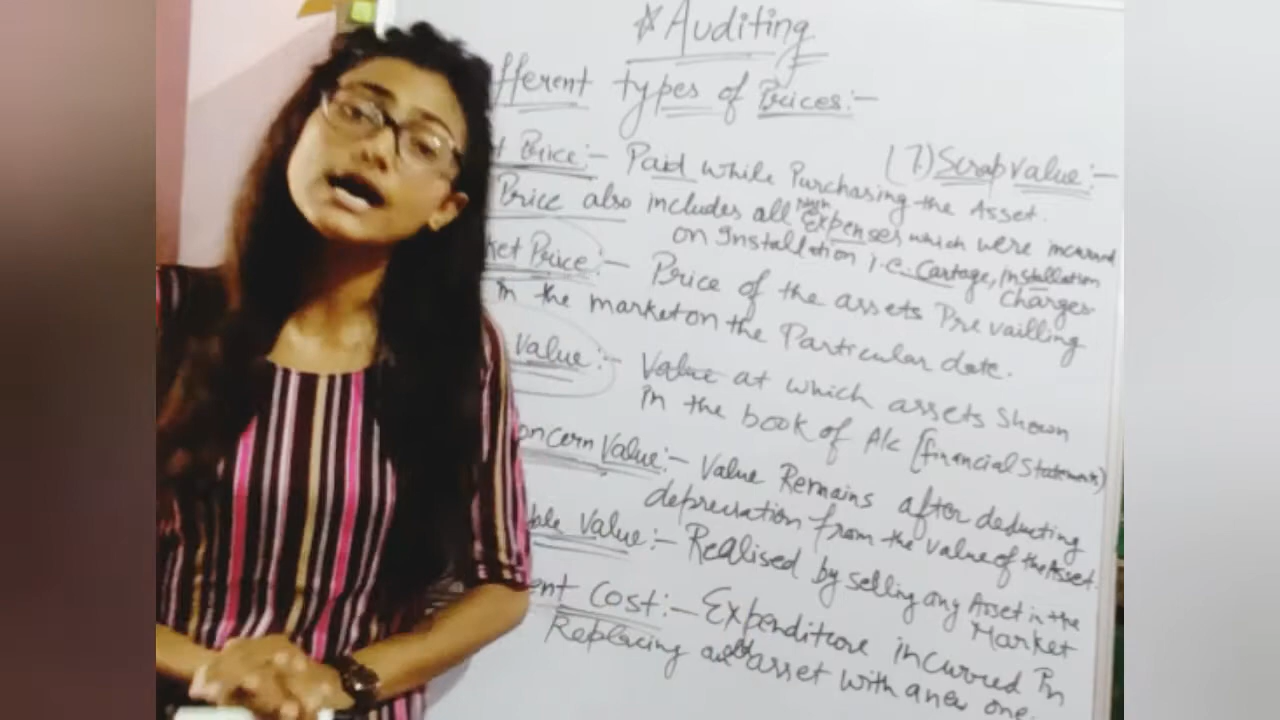 ☆ Auditing
fferent types of Prices:-
t Price:- Paid while Purchasing the Asset.
(7) Scrap value:-
Price also includes all Expenses which were incurred
on Installation i.e. Cartage, installation
charges.
ket Price:- Price of the assets Prevailling
in the market on the Particular date.
Value:- Value at which assets shown
in the book of A/c [financial Statements)
oncern Value:- Value Remains after deducting
depreciation from the value of the Asset.
able Value:- Realised by selling any Asset in the
Market
ent Cost:- Expenditure incurred in
Replacing asset with a new one.